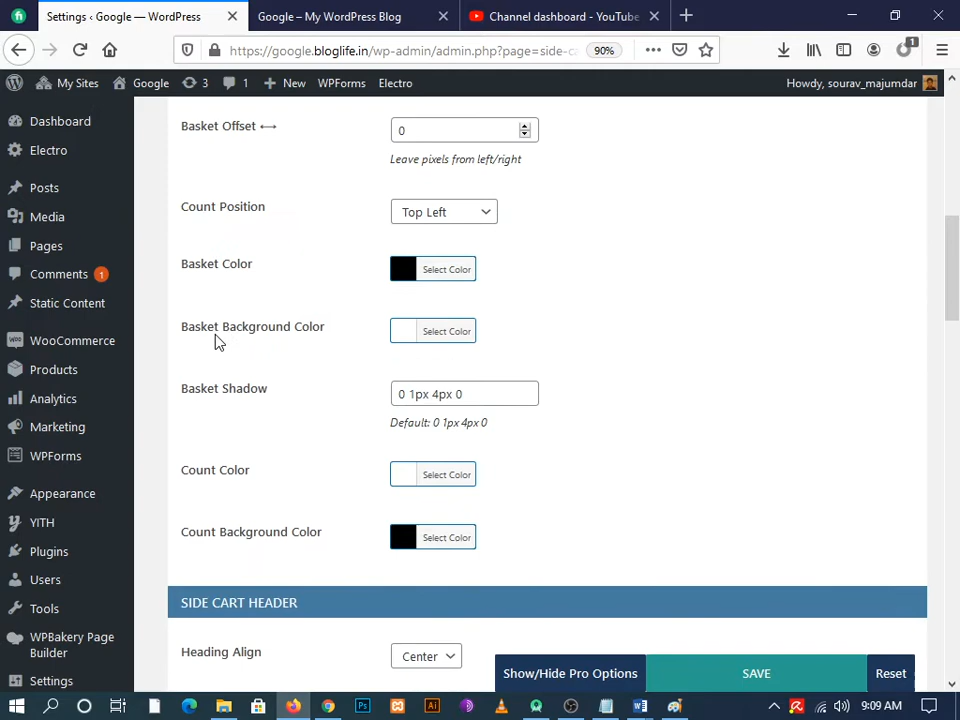 Settings ‹ Google — WordPress
Google – My WordPress Blog
Channel dashboard - YouTube
https://google.bloglife.in/wp-admin/admin.php?page=side-ca
90%
1
My Sites
Google
3
1
New
WPForms
Electro
Howdy, sourav_majumdar
Dashboard
Electro
Posts
Media
Pages
Comments 1
Static Content
WooCommerce
Products
Analytics
Marketing
WPForms
Appearance
YITH
Plugins
Users
Tools
WPBakery Page
Builder
Settings
Basket Offset
0
Leave pixels from left/right
Count Position
Top Left
Basket Color
Select Color
Basket Background Color
Select Color
Basket Shadow
0 1px 4px 0
Default: 0 1px 4px 0
Count Color
Select Color
Count Background Color
Select Color
SIDE CART HEADER
Heading Align
Center
Show/Hide Pro Options
SAVE
Reset
9:09 AM